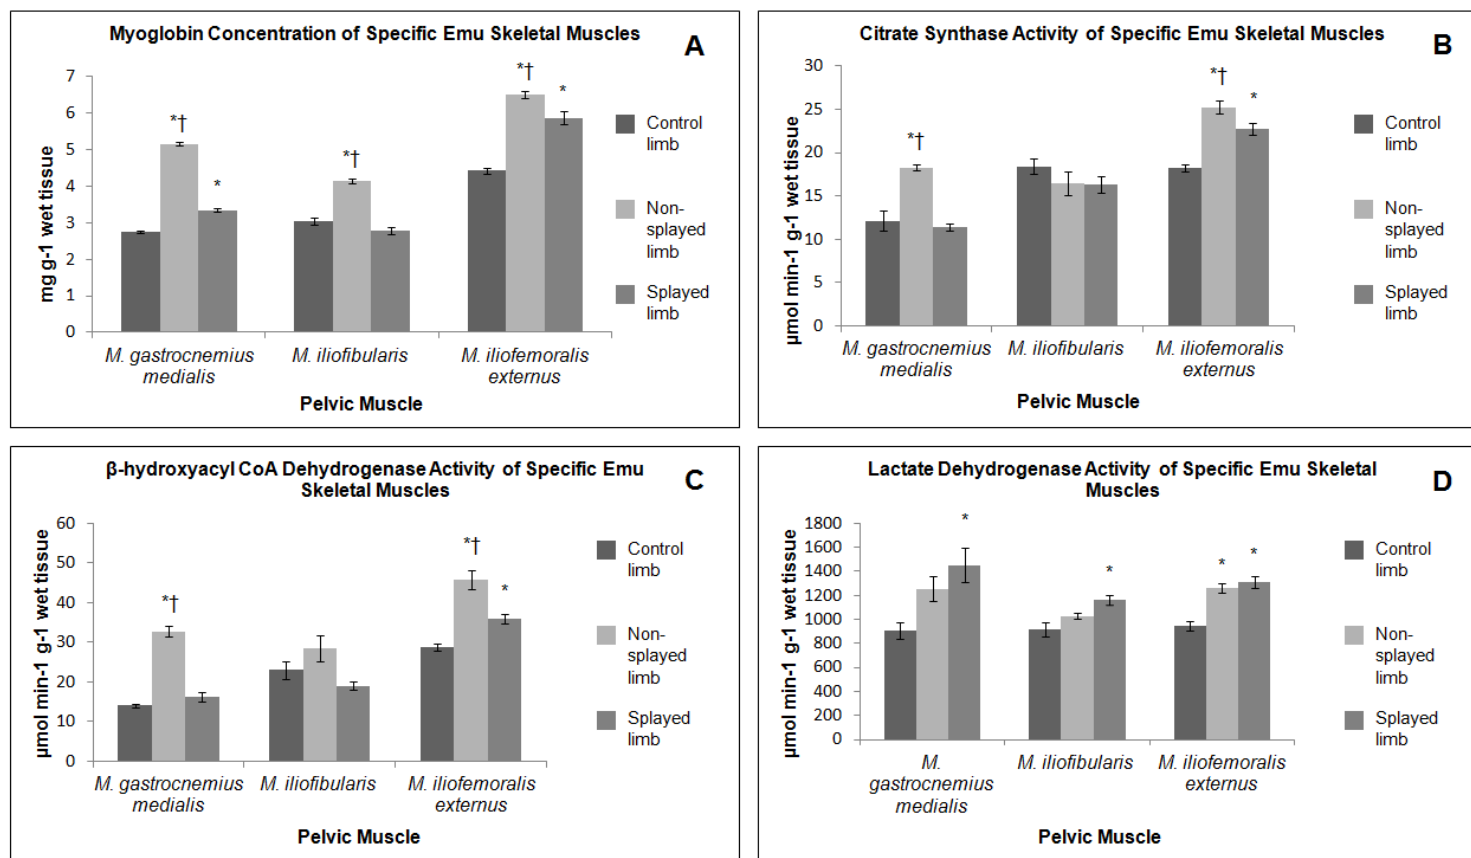 Myoglobin Concentration of Specific Emu Skeletal Muscles
A
7
6
5
4
3
2
1
0
mg g-1 wet tissue
*†
*
*†
*†
*
Control
limb
Non-
splayed
limb
Splayed
limb
M. gastrocnemius
medialis
M. iliofibularis
M. iliofemoralis
externus
Pelvic Muscle
Citrate Synthase Activity of Specific Emu Skeletal Muscles
B
30
25
20
15
10
5
0
µmol min-1 g-1 wet tissue
*†
*†
*
Control
limb
Non-
splayed
limb
Splayed
limb
M. gastrocnemius
medialis
M. iliofibularis
M. iliofemoralis
externus
Pelvic Muscle
β-hydroxyacyl CoA Dehydrogenase Activity of Specific Emu
Skeletal Muscles
C
60
50
40
30
20
10
0
µmol min-1 g-1 wet tissue
*†
*†
*
Control
limb
Non-
splayed
limb
Splayed
limb
M. gastrocnemius
medialis
M. iliofibularis
M. iliofemoralis
externus
Pelvic Muscle
Lactate Dehydrogenase Activity of Specific Emu Skeletal
Muscles
D
1800
1600
1400
1200
1000
800
600
400
200
0
µmol min-1 g-1 wet tissue
*
*
*
*
Control
limb
Non-
splayed
limb
Splayed
limb
M.
gastrocnemius
medialis
M. iliofibularis
M. iliofemoralis
externus
Pelvic Muscle